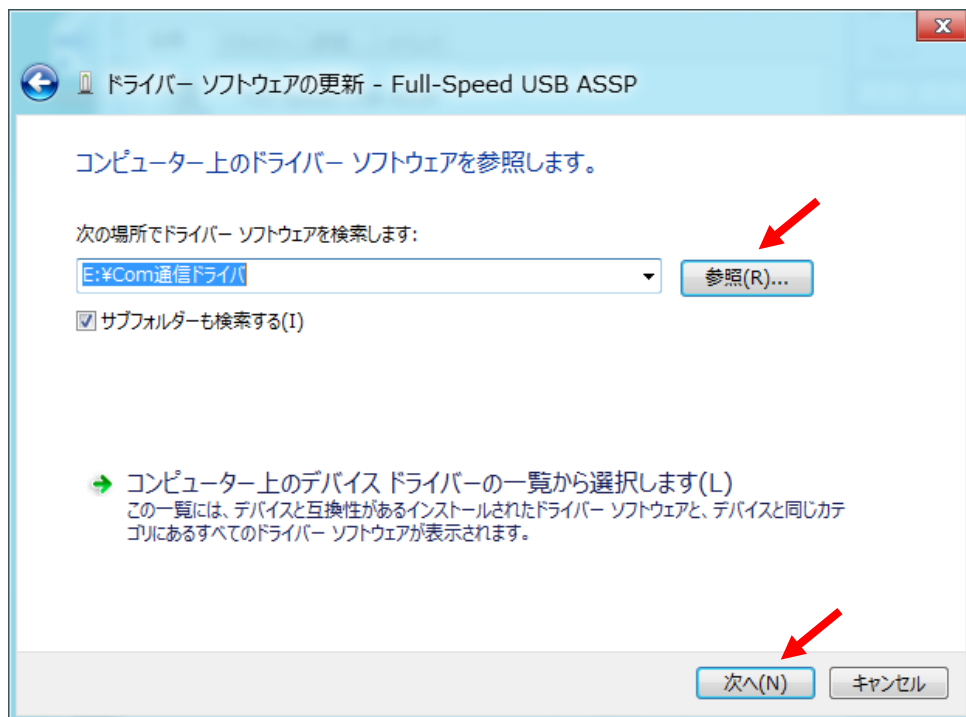 ドライバー ソフトウェアの更新 - Full-Speed USB ASSP
コンピューター上のドライバー ソフトウェアを参照します。
次の場所でドライバー ソフトウェアを検索します:
E:¥Com通信ドライバ
参照(R)...
サブフォルダーも検索する(I)
コンピューター上のデバイス ドライバーの一覧から選択します(L)
この一覧には、デバイスと互換性があるインストールされたドライバー ソフトウェアと、デバイスと同じカテ
ゴリにあるすべてのドライバー ソフトウェアが表示されます。
次へ(N)
キャンセル